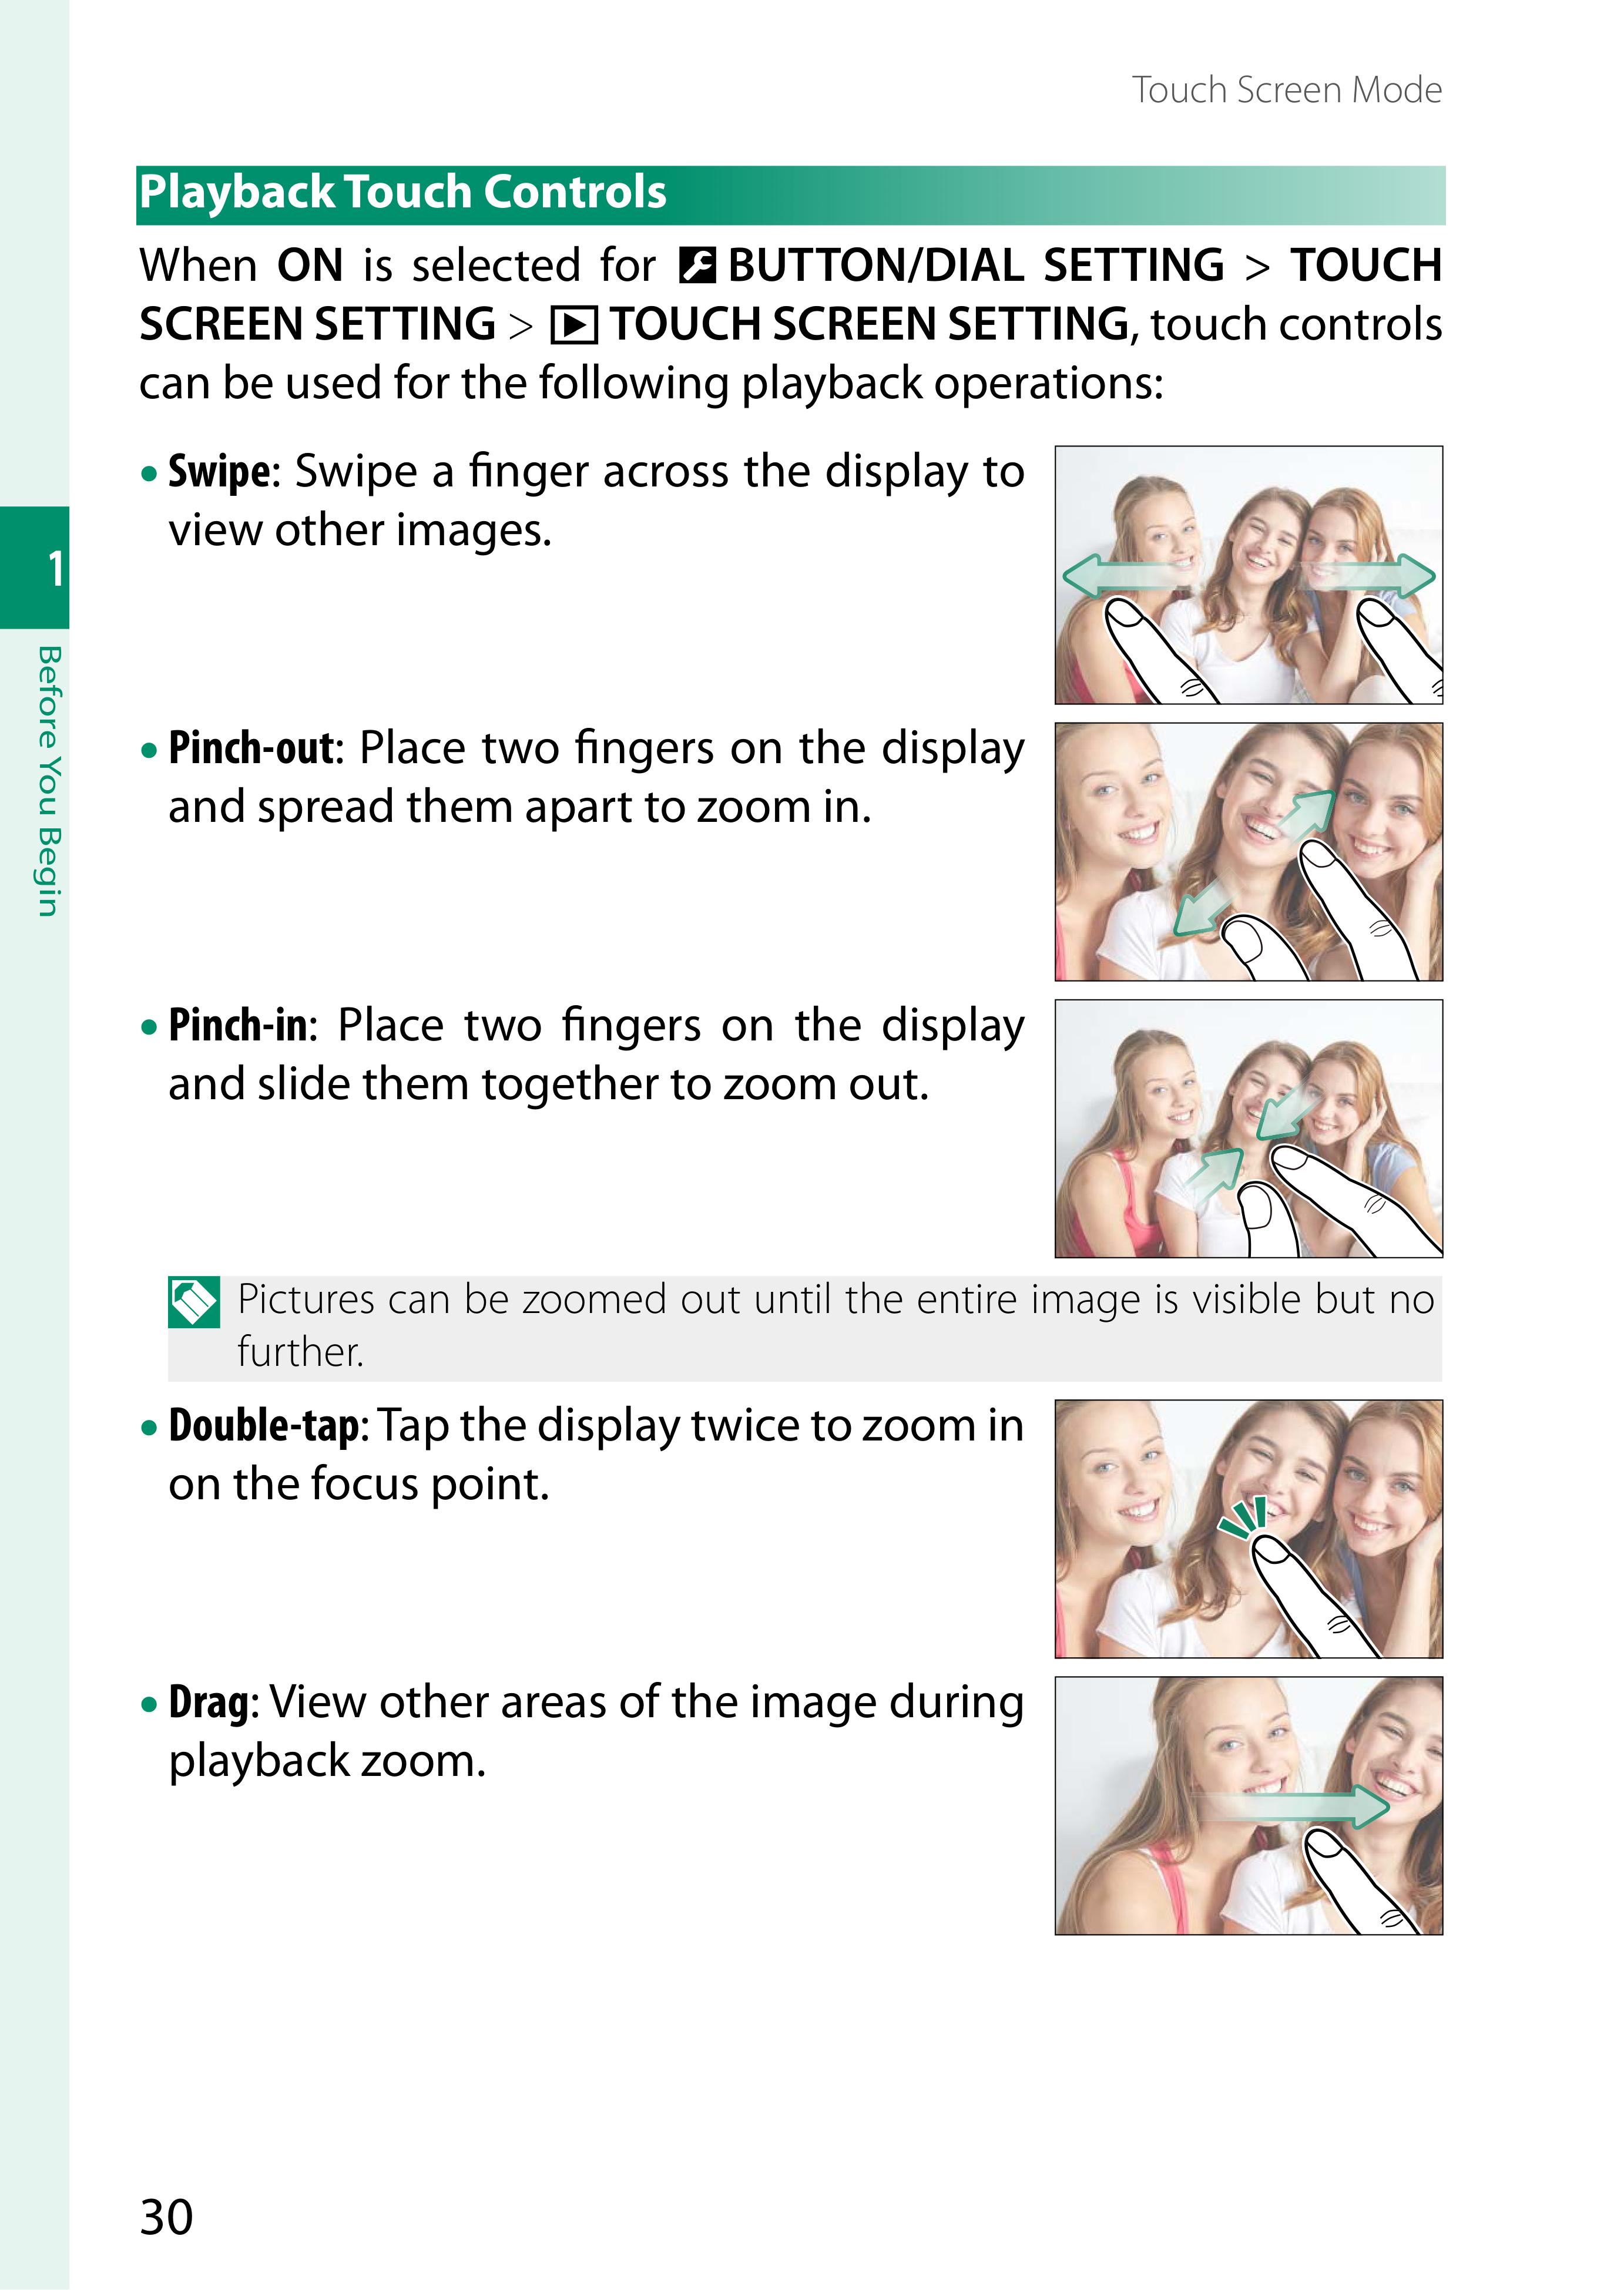 Touch Screen Mode
Playback Touch Controls
When ON is selected for BUTTON/DIAL SETTING > TOUCH
SCREEN SETTING > TOUCH SCREEN SETTING, touch controls
can be used for the following playback operations:
• Swipe: Swipe a finger across the display to
view other images.
• Pinch-out: Place two fingers on the display
and spread them apart to zoom in.
• Pinch-in: Place two fingers on the display
and slide them together to zoom out.
Pictures can be zoomed out until the entire image is visible but no
further.
• Double-tap: Tap the display twice to zoom in
on the focus point.
• Drag: View other areas of the image during
playback zoom.
1
Before You Begin
30